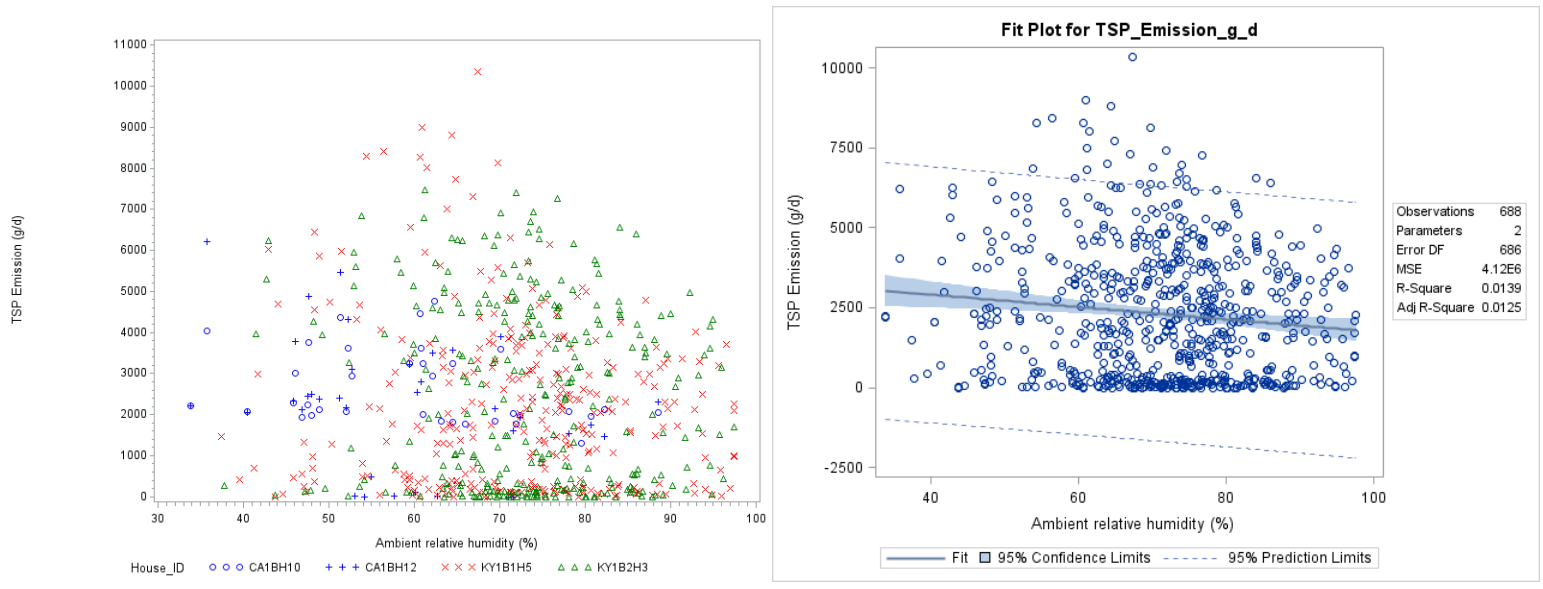 11000
10000
9000
8000
7000
6000
5000
4000
3000
2000
1000
0
TSP Emission (g/d)
30 40 50 60 70 80 90 100
Ambient relative humidity (%)
House_ID CA1BH10 CA1BH12 KY1B1H5 KY1B2H3
Fit Plot for TSP_Emission_g_d
10000
7500
5000
2500
0
-2500
TSP Emission (g/d)
40 60 80 100
Ambient relative humidity (%)
Fit 95% Confidence Limits 95% Prediction Limits
Observations 688
Parameters 2
Error DF 686
MSE 4.12E6
R-Square 0.0139
Adj R-Square 0.0125